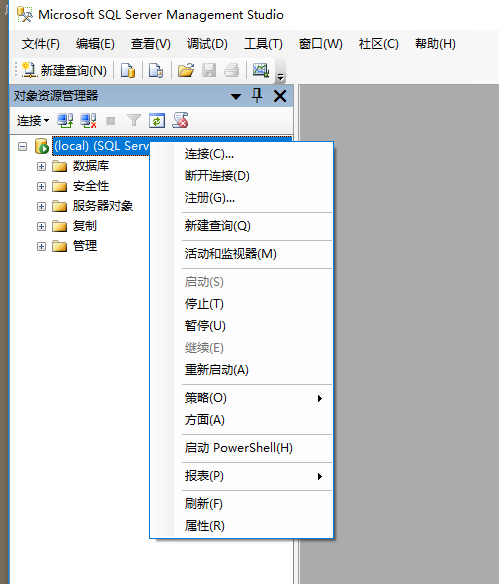 Microsoft SQL Server Management Studio
文件(F) 编辑(E) 查看(V) 调试(D) 工具(T) 窗口(W) 社区(C) 帮助(H)
新建查询(N)
对象资源管理器
连接
(local) (SQL Serv
数据库
安全性
服务器对象
复制
管理
连接(C)...
断开连接(D)
注册(G)...
新建查询(Q)
活动和监视器(M)
启动(S)
停止(T)
暂停(U)
继续(E)
重新启动(A)
策略(O)
方面(A)
启动 PowerShell(H)
报表(P)
刷新(F)
属性(R)